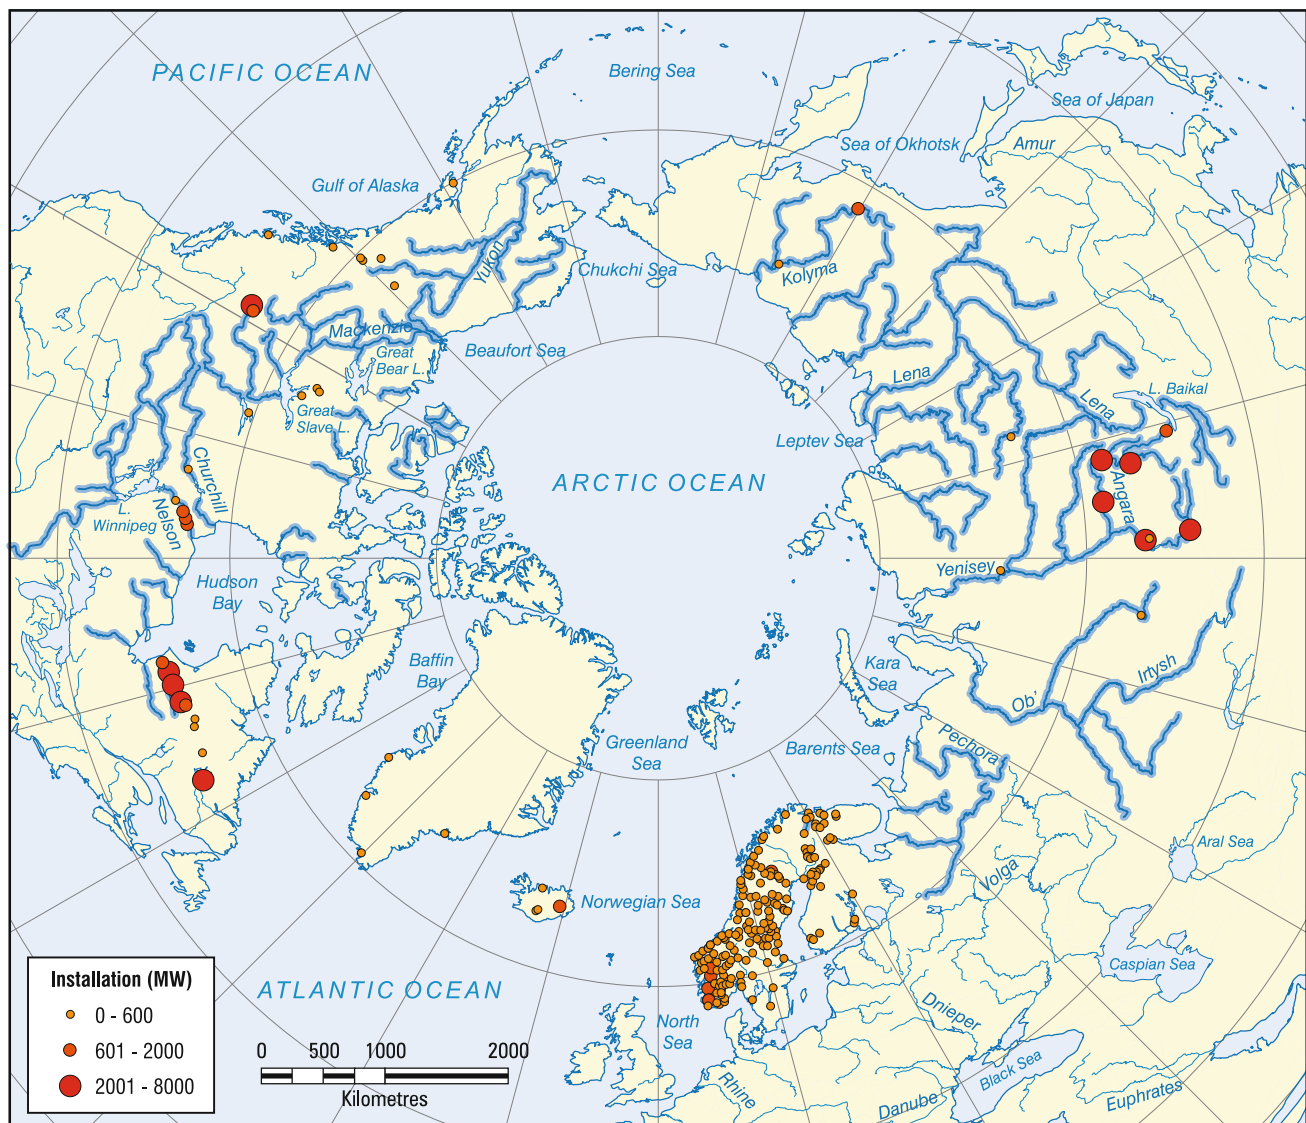 PACIFIC OCEAN
Bering Sea
Sea of Japan
Sea of Okhotsk
Amur
Gulf of Alaska
Yukon
Chukchi Sea
Kolyma
Mackenzie
Great
Bear L.
Beaufort Sea
Lena
L. Baikal
Lena
Great
Slave L.
Leptev Sea
Churchill
ARCTIC OCEAN
Angara
L.
Winnipeg
Nelson
Yenisey
Hudson
Bay
Baffin
Bay
Kara
Sea
Irtysh
Ob'
Greenland
Sea
Barents Sea
Pechora
Aral Sea
Volga
Norwegian Sea
Caspian Sea
ATLANTIC OCEAN
Dnieper
North
Sea
Black Sea
Rhine
Danube
Euphrates
Installation (MW)
0 - 600
601 - 2000
2001 - 8000
0 500 1000 2000
Kilometres